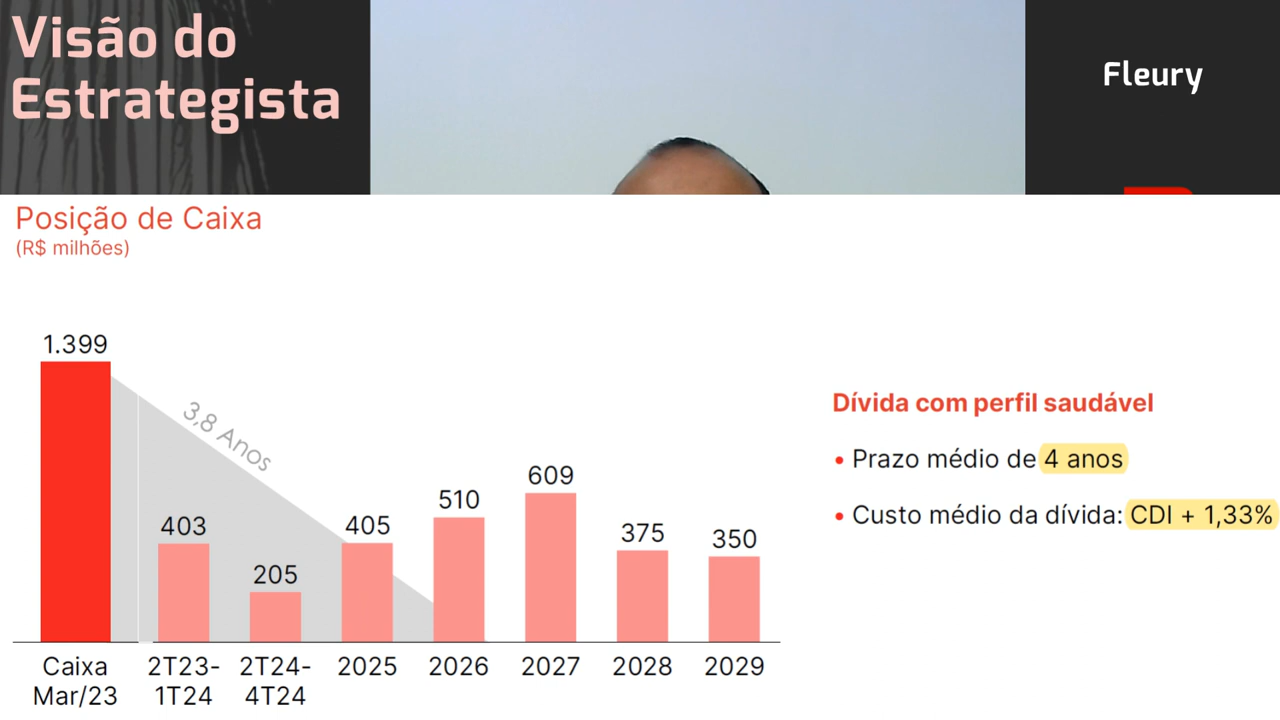 Visão do
Estrategista
Fleury
Posição de Caixa
(R$ milhões)
1.399
3,8 Anos
403
205
405
510
609
375
350
Caixa
Mar/23
2T23-
1T24
2T24-
4T24
2025
2026
2027
2028
2029
Dívida com perfil saudável
• Prazo médio de 4 anos
• Custo médio da dívida: CDI + 1,33%